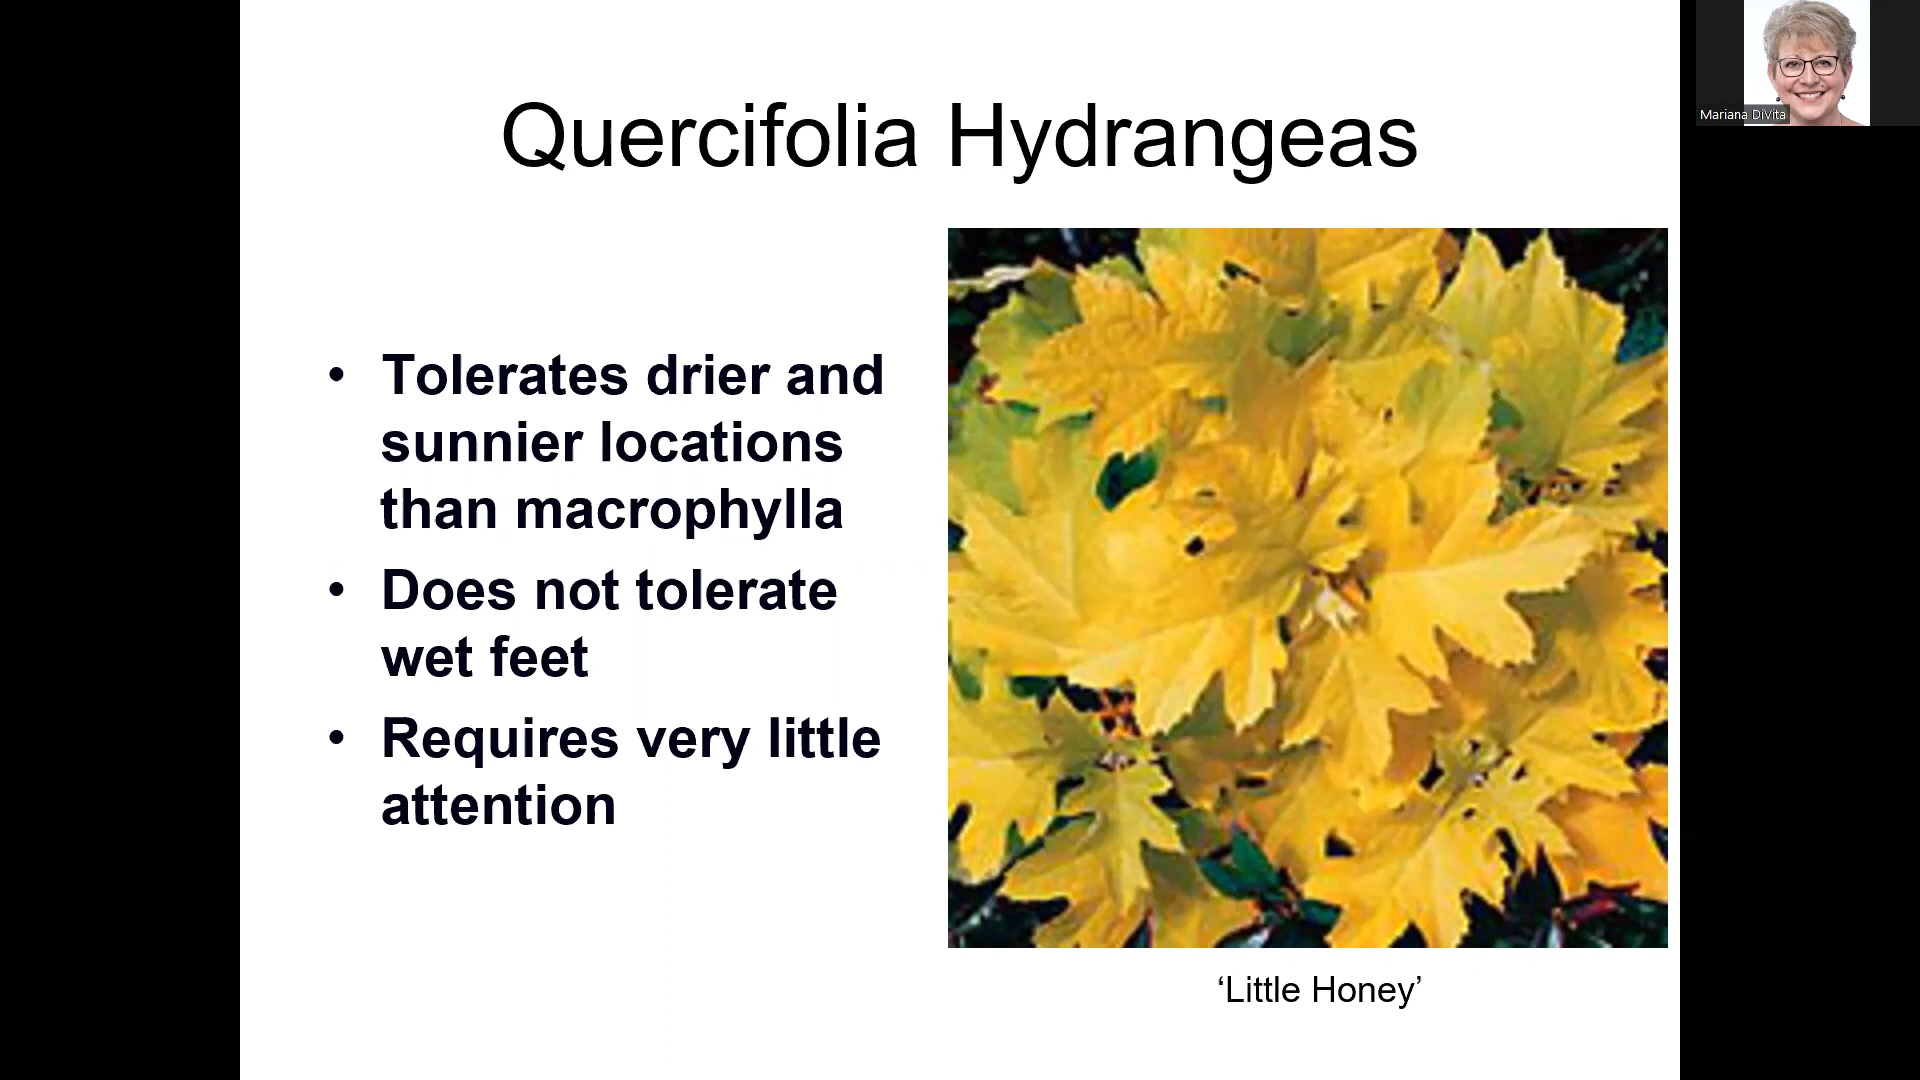 Mariana DiVita
Quercifolia Hydrangeas
• Tolerates drier and
sunnier locations
than macrophylla
• Does not tolerate
wet feet
• Requires very little
attention
‘Little Honey’